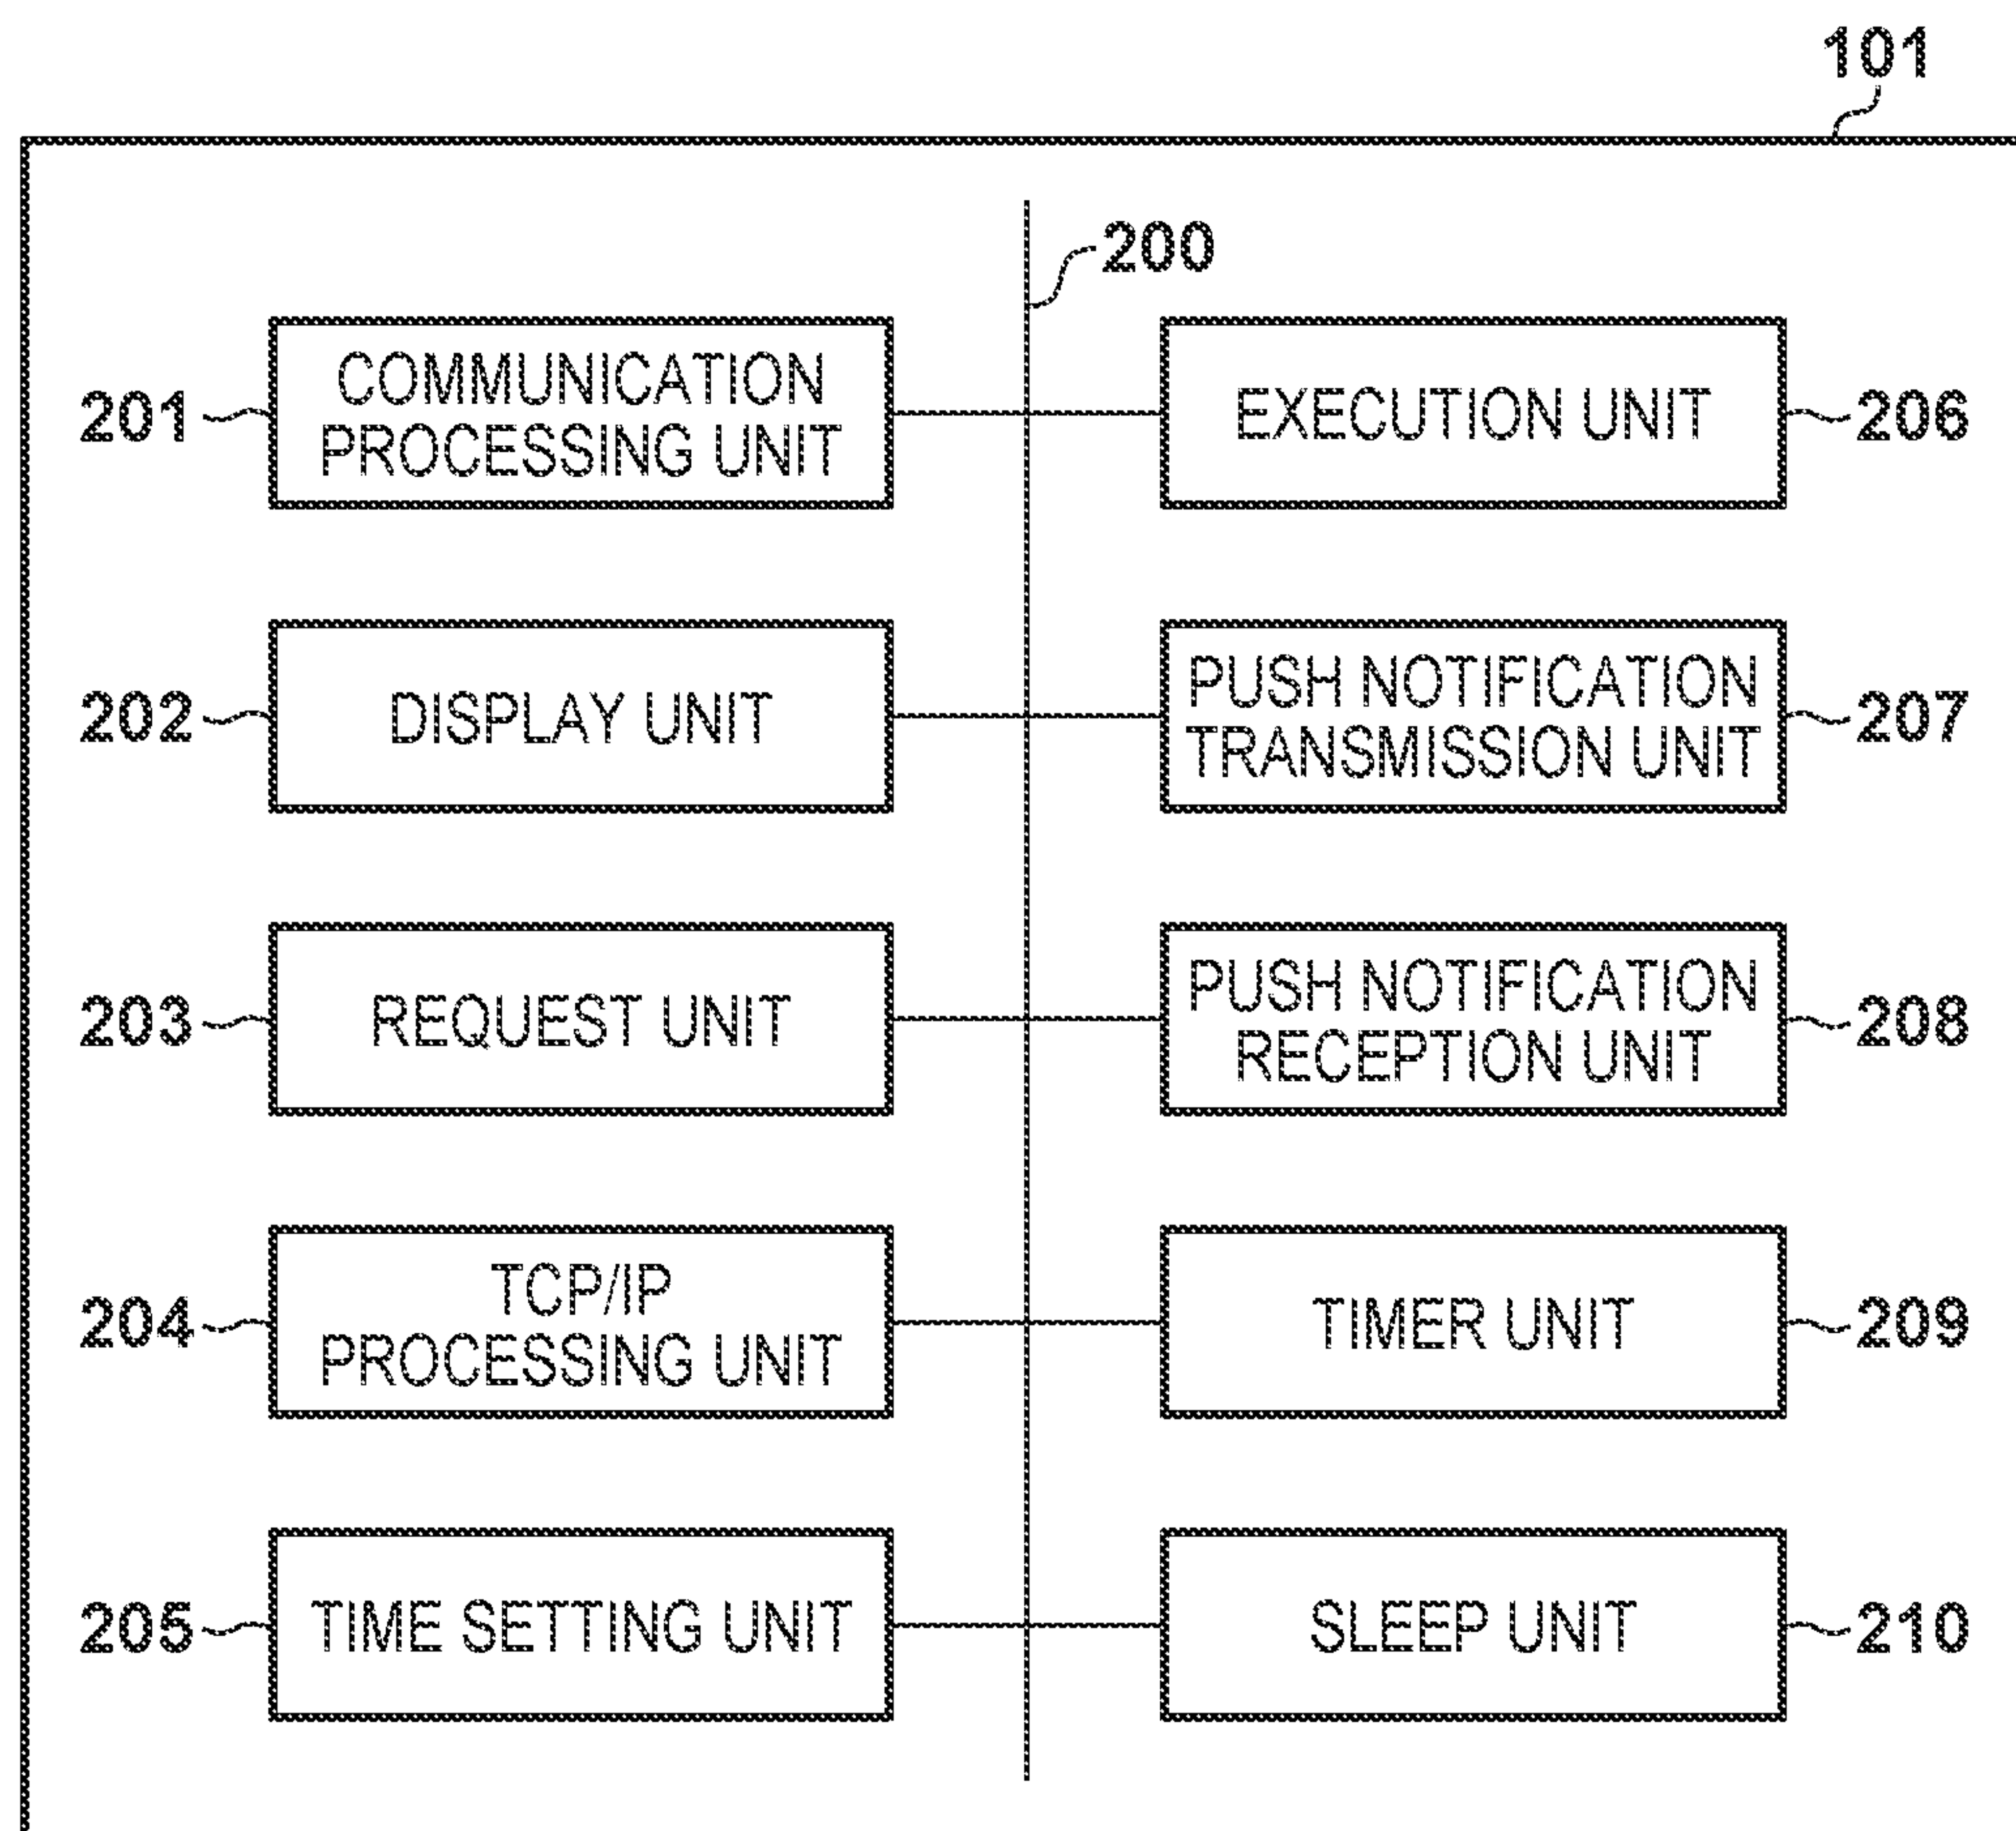 101
200
201
COMMUNICATION
PROCESSING UNIT
EXECUTION UNIT
206
202
DISPLAY UNIT
PUSH NOTIFICATION
TRANSMISSION UNIT
207
203
REQUEST UNIT
PUSH NOTIFICATION
RECEPTION UNIT
208
204
TCP/IP
PROCESSING UNIT
TIMER UNIT
209
205
TIME SETTING UNIT
SLEEP UNIT
210